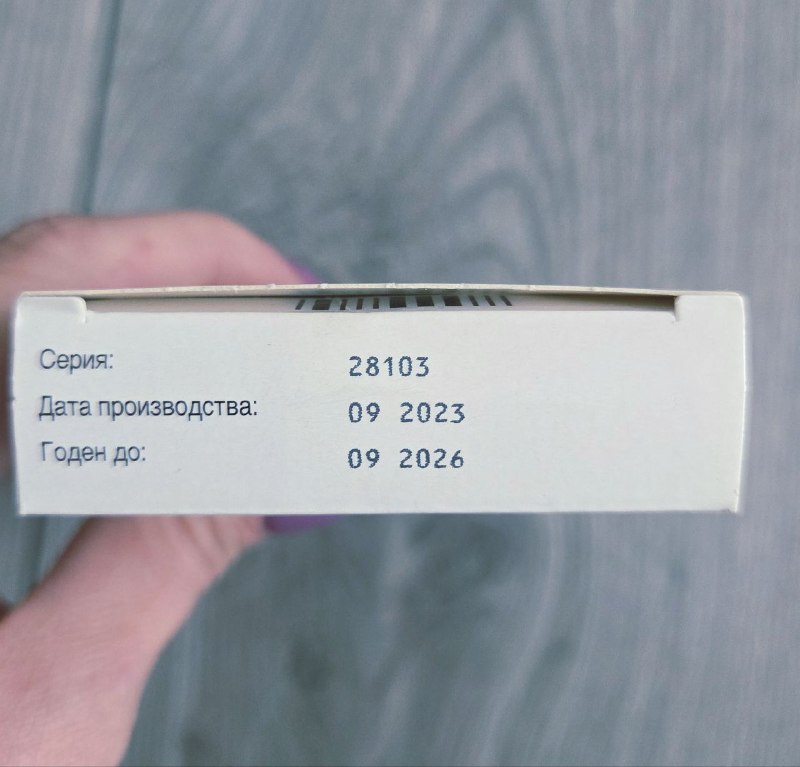 Серия: 28103
Дата производства: 09 2023
Годен до: 09 2026